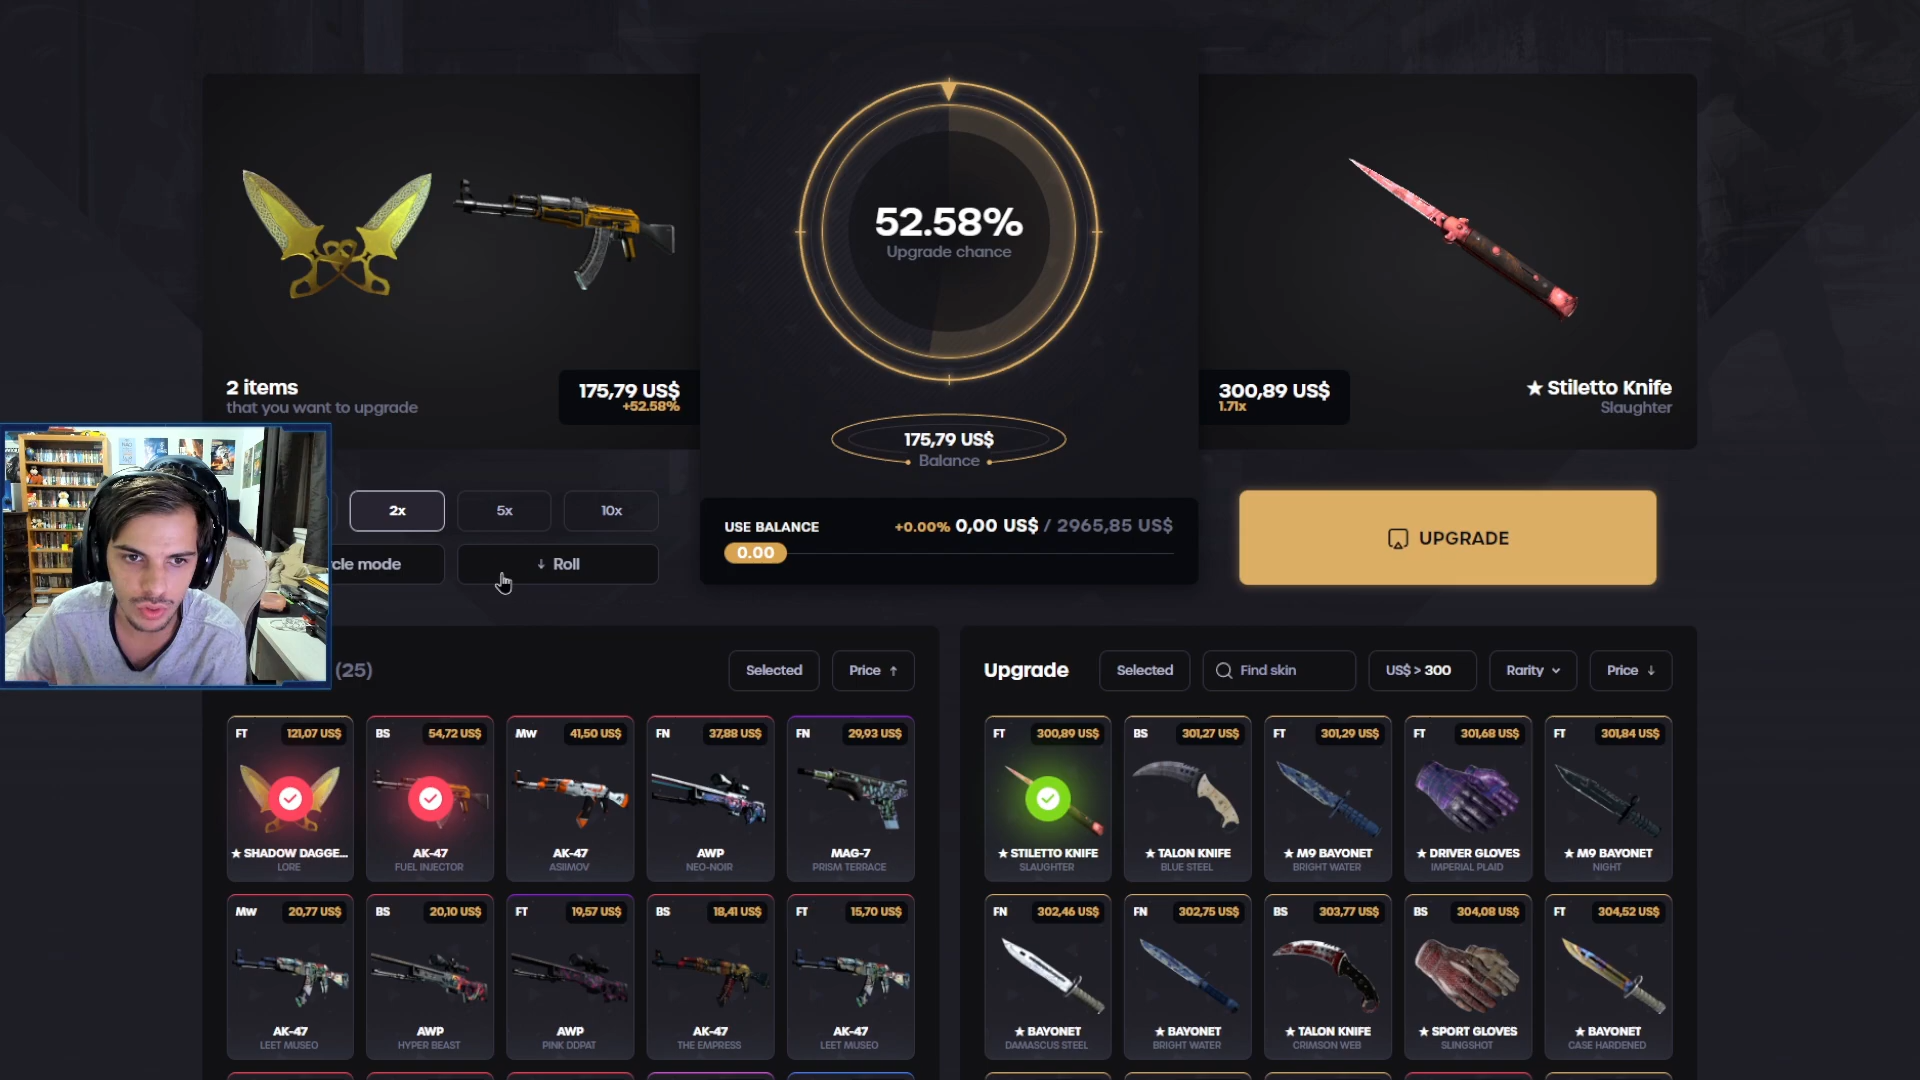 52.58%
Upgrade chance
2 items
that you want to upgrade
175,79 US$
+52.58%
300,89 US$
1.71x
★ Stiletto Knife
Slaughter
175,79 US$
Balance
2x
5x
10x
cle mode
↓ Roll
USE BALANCE
+0.00% 0,00 US$ / 2965,85 US$
0.00
UPGRADE
(25)
Selected
Price ↑
Upgrade
Selected
Find skin
US$ > 300
Rarity
Price ↓
FT 121,07 US$
★ SHADOW DAGGE...
LORE
BS 54,72 US$
AK-47
FUEL INJECTOR
MW 41,50 US$
AK-47
ASIIMOV
FN 37,88 US$
AWP
NEO-NOIR
FN 29,93 US$
MAG-7
PRISM TERRACE
FT 300,89 US$
★ STILETTO KNIFE
SLAUGHTER
BS 301,27 US$
★ TALON KNIFE
BLUE STEEL
FT 301,29 US$
★ M9 BAYONET
BRIGHT WATER
FT 301,68 US$
★ DRIVER GLOVES
IMPERIAL PLAID
FT 301,84 US$
★ M9 BAYONET
NIGHT
MW 20,77 US$
AK-47
LEET MUSEO
BS 20,10 US$
AWP
HYPER BEAST
FT 19,57 US$
AWP
PINK DDPAT
BS 18,41 US$
AK-47
THE EMPRESS
FT 15,70 US$
AK-47
LEET MUSEO
FN 302,46 US$
★ BAYONET
DAMASCUS STEEL
FN 302,75 US$
★ BAYONET
BRIGHT WATER
BS 303,77 US$
★ TALON KNIFE
CRIMSON WEB
BS 304,08 US$
★ SPORT GLOVES
SLINGSHOT
FT 304,52 US$
★ BAYONET
CASE HARDENED